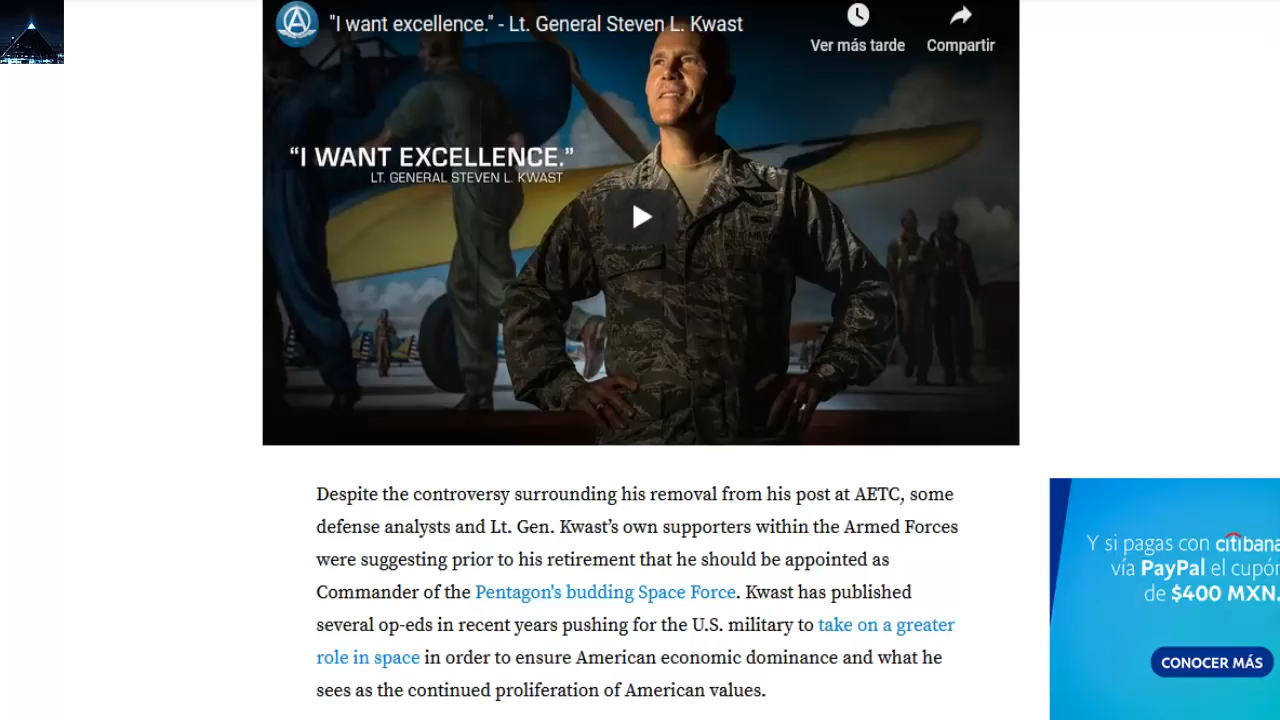 "I want excellence." - Lt. General Steven L. Kwast
Ver más tarde
Compartir
“I WANT EXCELLENCE.”
LT. GENERAL STEVEN L. KWAST
Despite the controversy surrounding his removal from his post at AETC, some
defense analysts and Lt. Gen. Kwast’s own supporters within the Armed Forces
were suggesting prior to his retirement that he should be appointed as
Commander of the Pentagon's budding Space Force. Kwast has published
several op-eds in recent years pushing for the U.S. military to take on a greater
role in space in order to ensure American economic dominance and what he
sees as the continued proliferation of American values.
Y si pagas con citibana
vía PayPal el cupón
de $400 MXN.
CONOCER MÁS